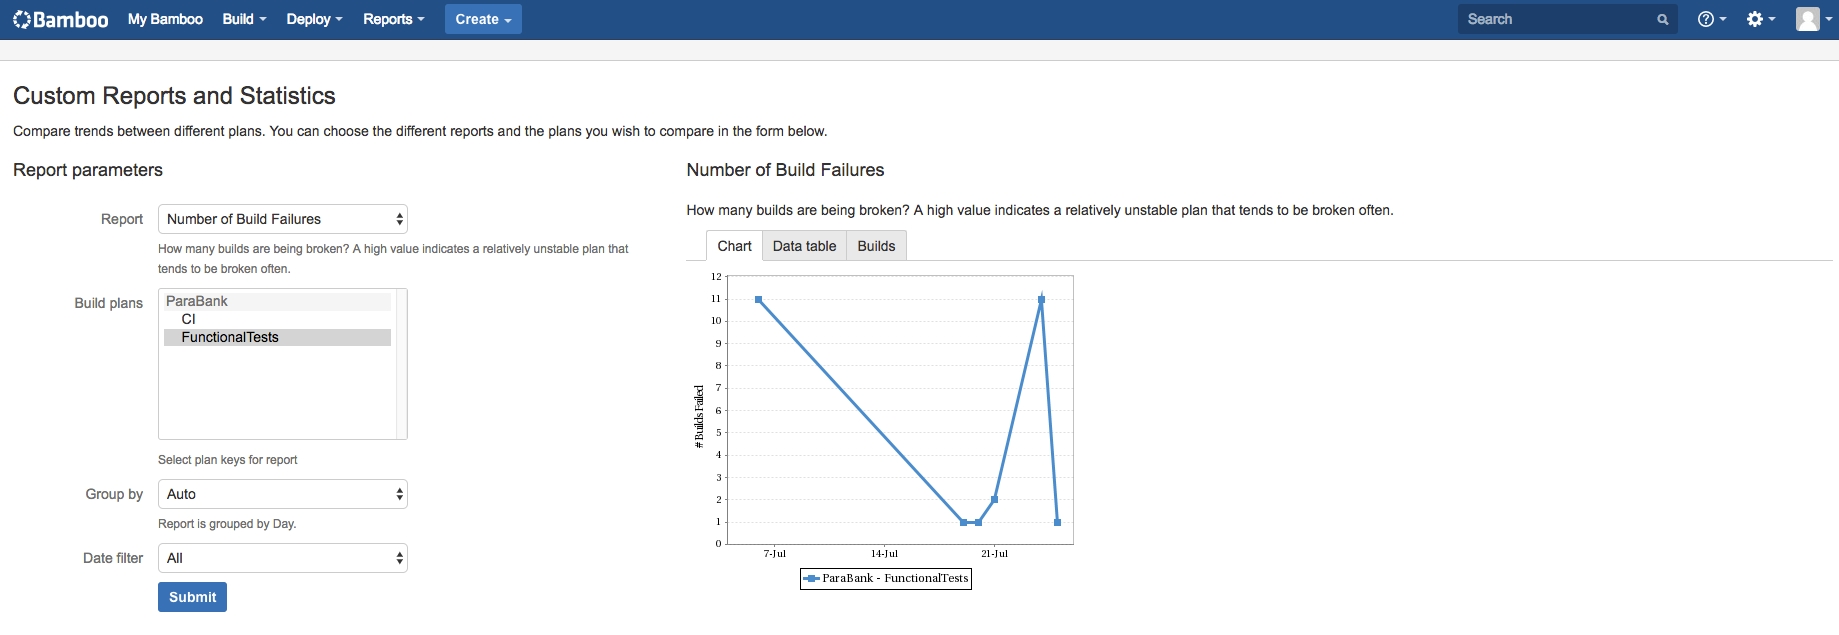 Bamboo My Bamboo Build Deploy Reports Create Search
Custom Reports and Statistics
Compare trends between different plans. You can choose the different reports and the plans you wish to compare in the form below.
Report parameters
Report Number of Build Failures
How many builds are being broken? A high value indicates a relatively unstable plan that
tends to be broken often.
Build plans
ParaBank
CI
FunctionalTests
Select plan keys for report
Group by Auto
Report is grouped by Day.
Date filter All
Submit
Number of Build Failures
How many builds are being broken? A high value indicates a relatively unstable plan that tends to be broken often.
Chart Data table Builds
12
11
10
9
8
7
6
5
4
3
2
1
0
# Builds Failed
7-Jul 14-Jul 21-Jul
ParaBank - FunctionalTests